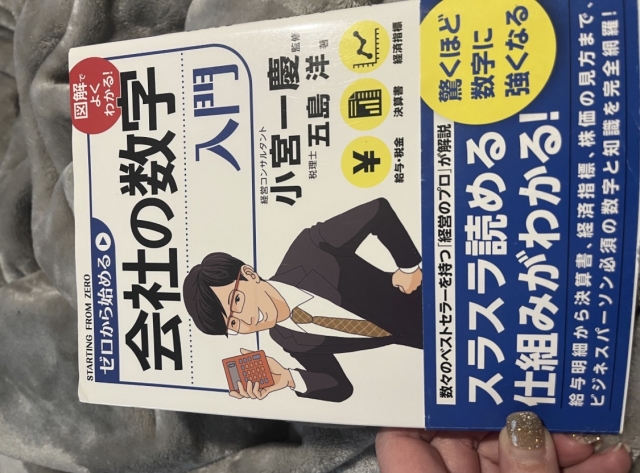 図解で
よく
わかる!
STARTING FROM ZERO
ゼロから始める
会社の数字
入門
経営コンサルタント
小宮一慶 監修
税理士
五島 洋 著
¥
給与・税金
決算書
経済指標
驚くほど
数字に
強くなる
数々のベストセラーを持つ「経営のプロ」が解説
スラスラ読める
仕組みがわかる!
給与明細から決算書、経済指標、株価の見方まで、
ビジネスパーソン必須の数字と知識を完全網羅!